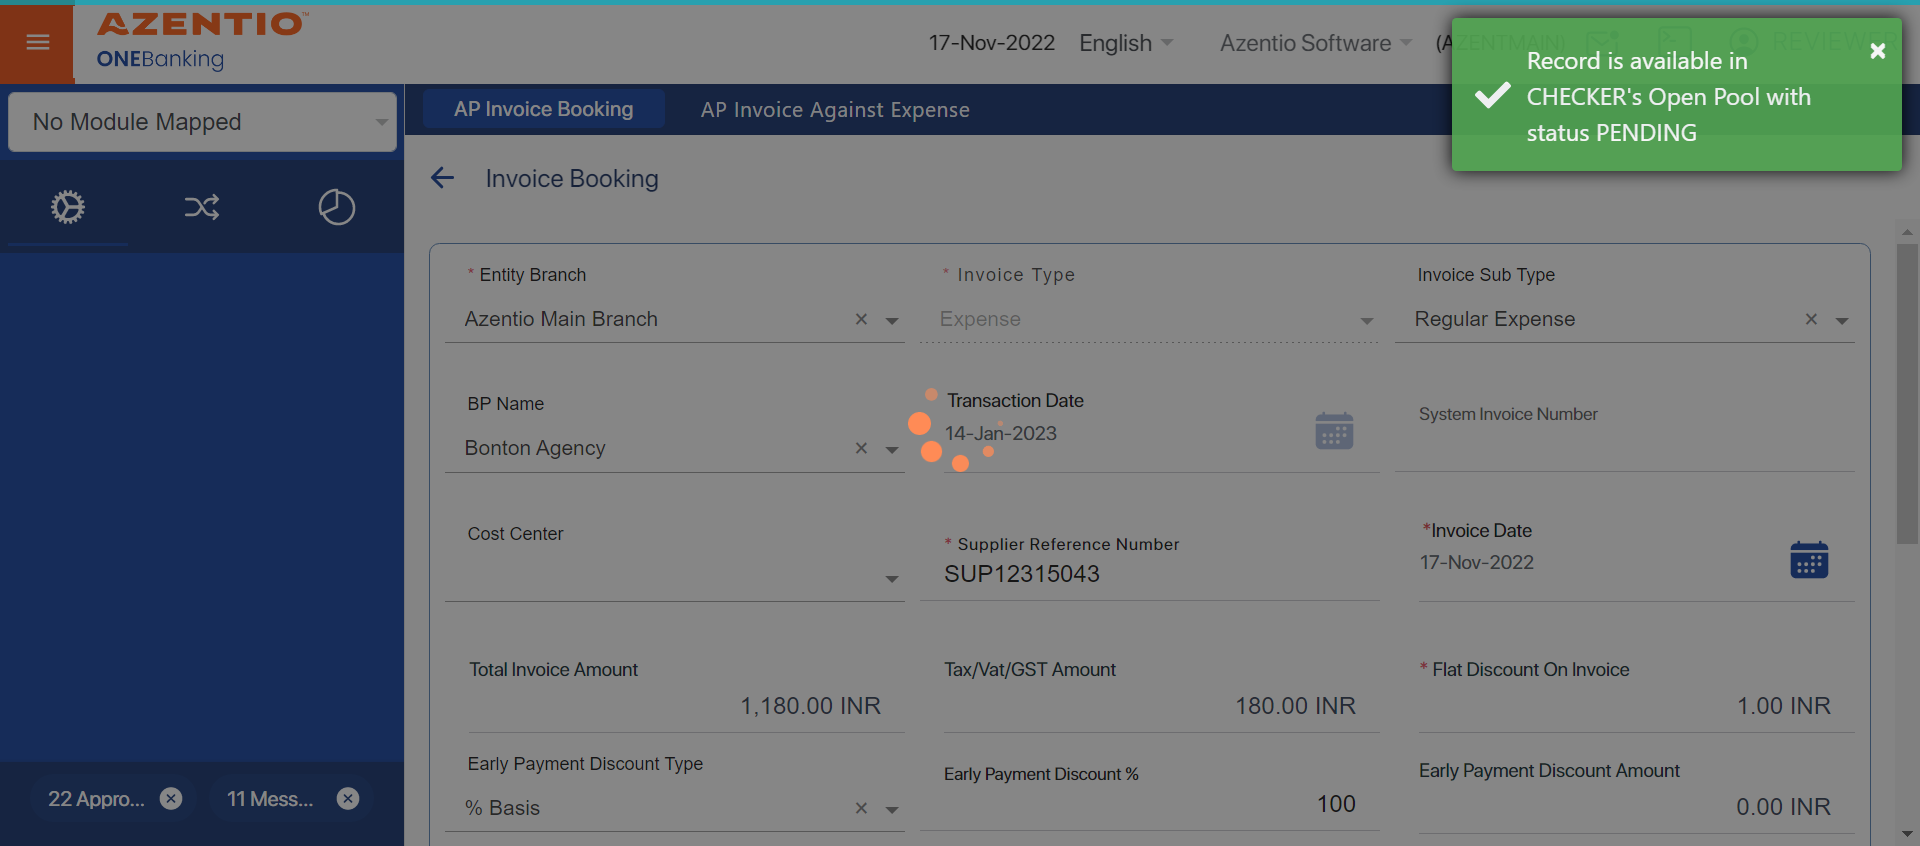 AZENTIO™
ONEBanking
17-Nov-2022 English Azentio Software (AZENTMAIN) REVIEWER
Record is available in
CHECKER's Open Pool with
status PENDING
No Module Mapped
AP Invoice Booking AP Invoice Against Expense
Invoice Booking
* Entity Branch * Invoice Type Invoice Sub Type
Azentio Main Branch Expense Regular Expense
BP Name Transaction Date System Invoice Number
Bonton Agency 14-Jan-2023
Cost Center * Supplier Reference Number *Invoice Date
SUP12315043 17-Nov-2022
Total Invoice Amount Tax/Vat/GST Amount * Flat Discount On Invoice
1,180.00 INR 180.00 INR 1.00 INR
Early Payment Discount Type Early Payment Discount % Early Payment Discount Amount
% Basis 100 0.00 INR
22 Appro... 11 Mess...